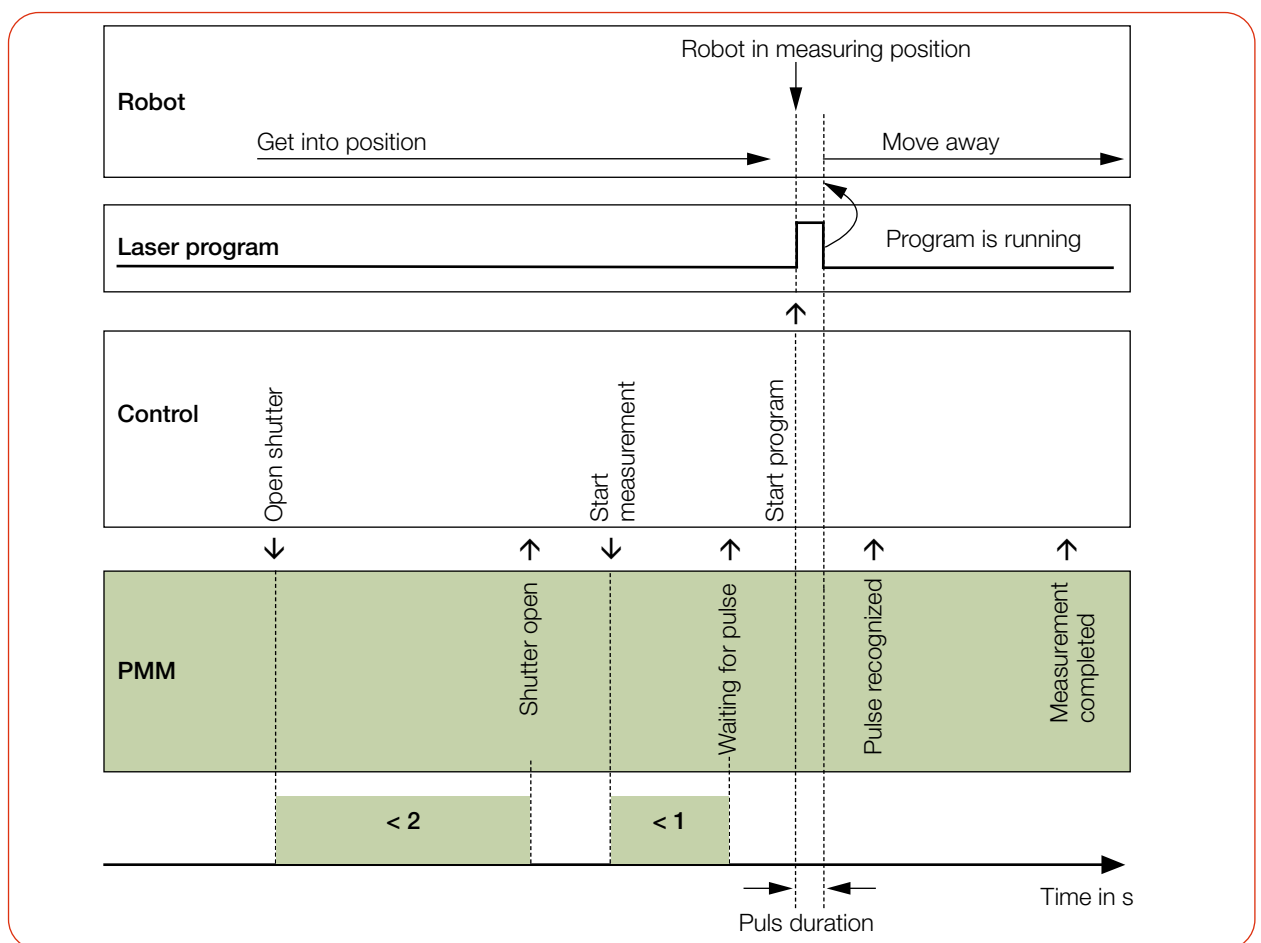 Robot in measuring position
Robot
Get into position
Move away
Laser program
Program is running
Control
Open shutter
Start
measurement
Start program
PMM
Shutter open
Waiting for pulse
Pulse recognized
Measurement
completed
< 2
< 1
Time in s
Puls duration